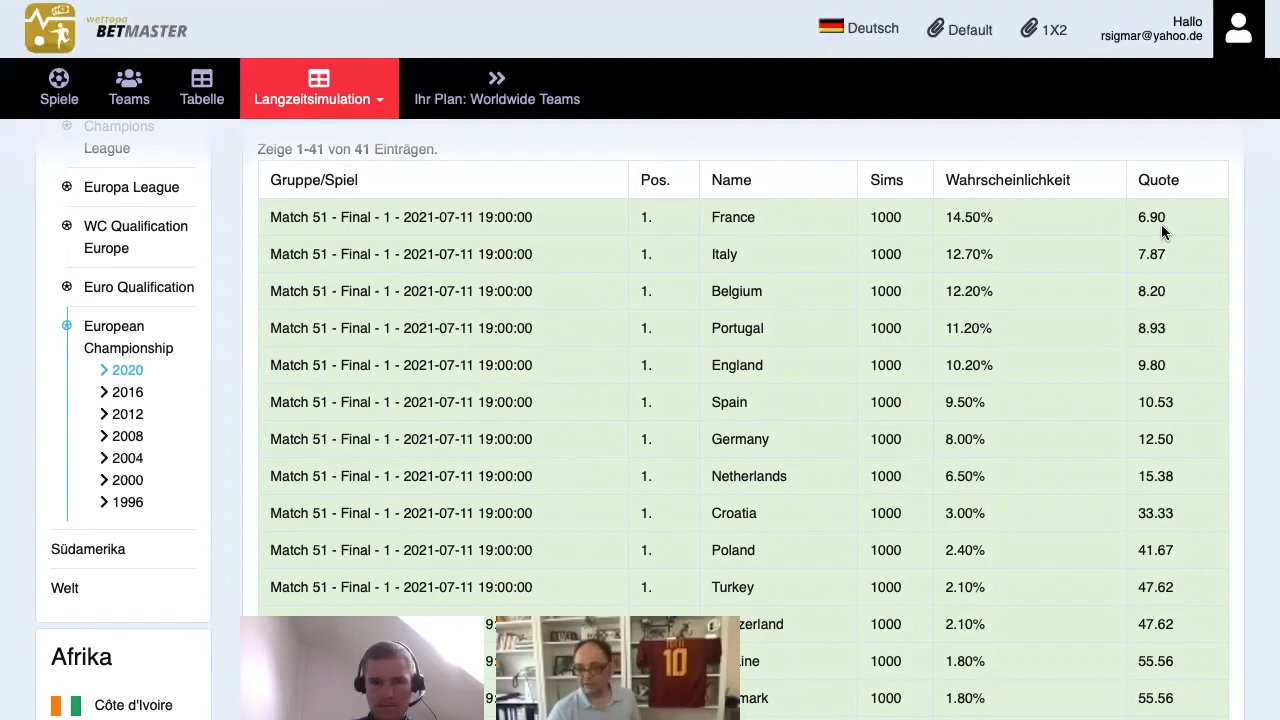 wettopa
BETMASTER
Deutsch
Default
1X2
Hallo
rsigmar@yahoo.de
Spiele
Teams
Tabelle
Langzeitsimulation
Ihr Plan: Worldwide Teams
Champions
League
Europa League
WC Qualification
Europe
Euro Qualification
European
Championship
2020
2016
2012
2008
2004
2000
1996
Südamerika
Welt
Afrika
Côte d'Ivoire
Zeige 1-41 von 41 Einträgen.
Gruppe/Spiel Pos. Name Sims Wahrscheinlichkeit Quote
Match 51 - Final - 1 - 2021-07-11 19:00:00 1. France 1000 14.50% 6.90
Match 51 - Final - 1 - 2021-07-11 19:00:00 1. Italy 1000 12.70% 7.87
Match 51 - Final - 1 - 2021-07-11 19:00:00 1. Belgium 1000 12.20% 8.20
Match 51 - Final - 1 - 2021-07-11 19:00:00 1. Portugal 1000 11.20% 8.93
Match 51 - Final - 1 - 2021-07-11 19:00:00 1. England 1000 10.20% 9.80
Match 51 - Final - 1 - 2021-07-11 19:00:00 1. Spain 1000 9.50% 10.53
Match 51 - Final - 1 - 2021-07-11 19:00:00 1. Germany 1000 8.00% 12.50
Match 51 - Final - 1 - 2021-07-11 19:00:00 1. Netherlands 1000 6.50% 15.38
Match 51 - Final - 1 - 2021-07-11 19:00:00 1. Croatia 1000 3.00% 33.33
Match 51 - Final - 1 - 2021-07-11 19:00:00 1. Poland 1000 2.40% 41.67
Match 51 - Final - 1 - 2021-07-11 19:00:00 1. Turkey 1000 2.10% 47.62
zerland 1000 2.10% 47.62
ine 1000 1.80% 55.56
mark 1000 1.80% 55.56
10